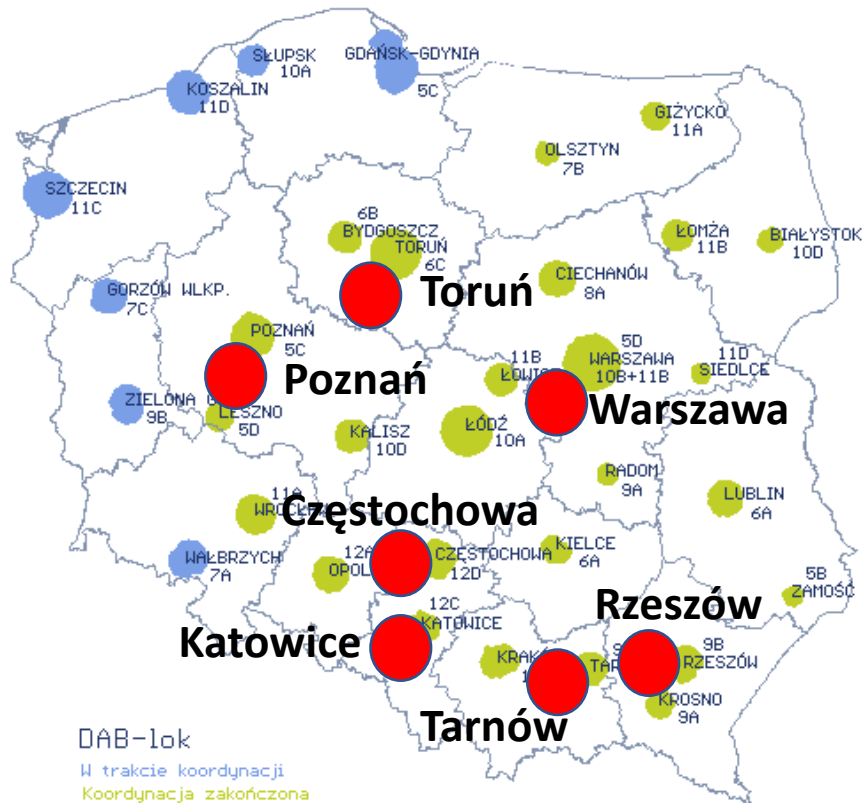 SŁUPSK
10A
GDAŃSK-GDYNIA
5C
KOSZALIN
11D
GIŻYCKO
11A
OLSZTYN
7B
SZCZECIN
11C
6B
BYDGOSZCZ
TORUŃ
6C
ŁOMŻA
11B
BIAŁYSTOK
10D
CIECHANÓW
8A
GORZÓW WLKP.
7C
Toruń
POZNAŃ
5C
5D
WARSZAWA
10B+11B
11D
SIEDLCE
11B
Poznań
Warszawa
ZIELONA
9B
LESZNO
5D
KALISZ
10D
ŁÓDŹ
10A
RADOM
9A
LUBLIN
6A
11A
Częstochowa
WAŁBRZYCH
7A
12A
CZĘSTOCHOWA
12D
KIELCE
6A
5B
ZAMOŚĆ
Rzeszów
12C
KATOWICE
Katowice
9B
RZESZÓW
KROSNO
9A
Tarnów
DAB-lok
W trakcie koordynacji
Koordynacja zakończona